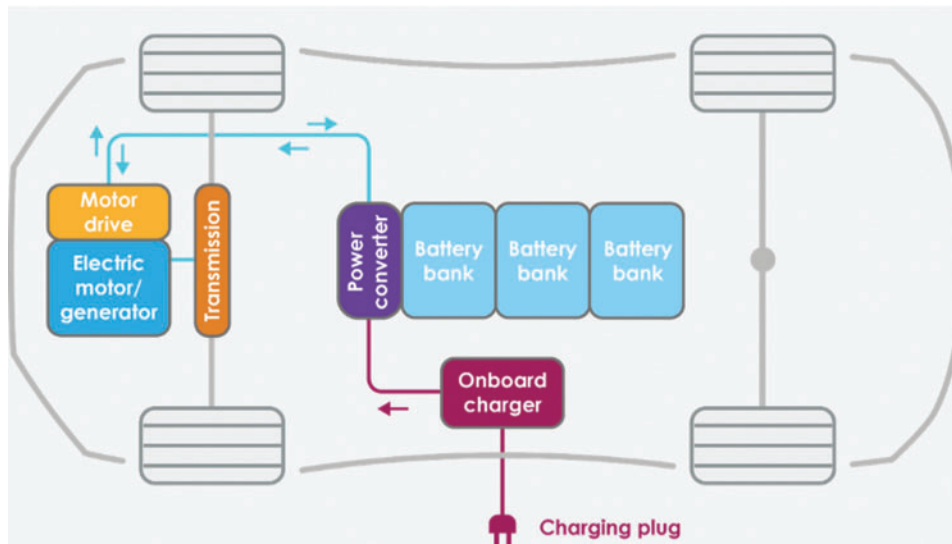 Motor
drive
Electric
motor/
generator
Transmission
Power
converter
Battery
bank
Battery
bank
Battery
bank
Onboard
charger
Charging plug